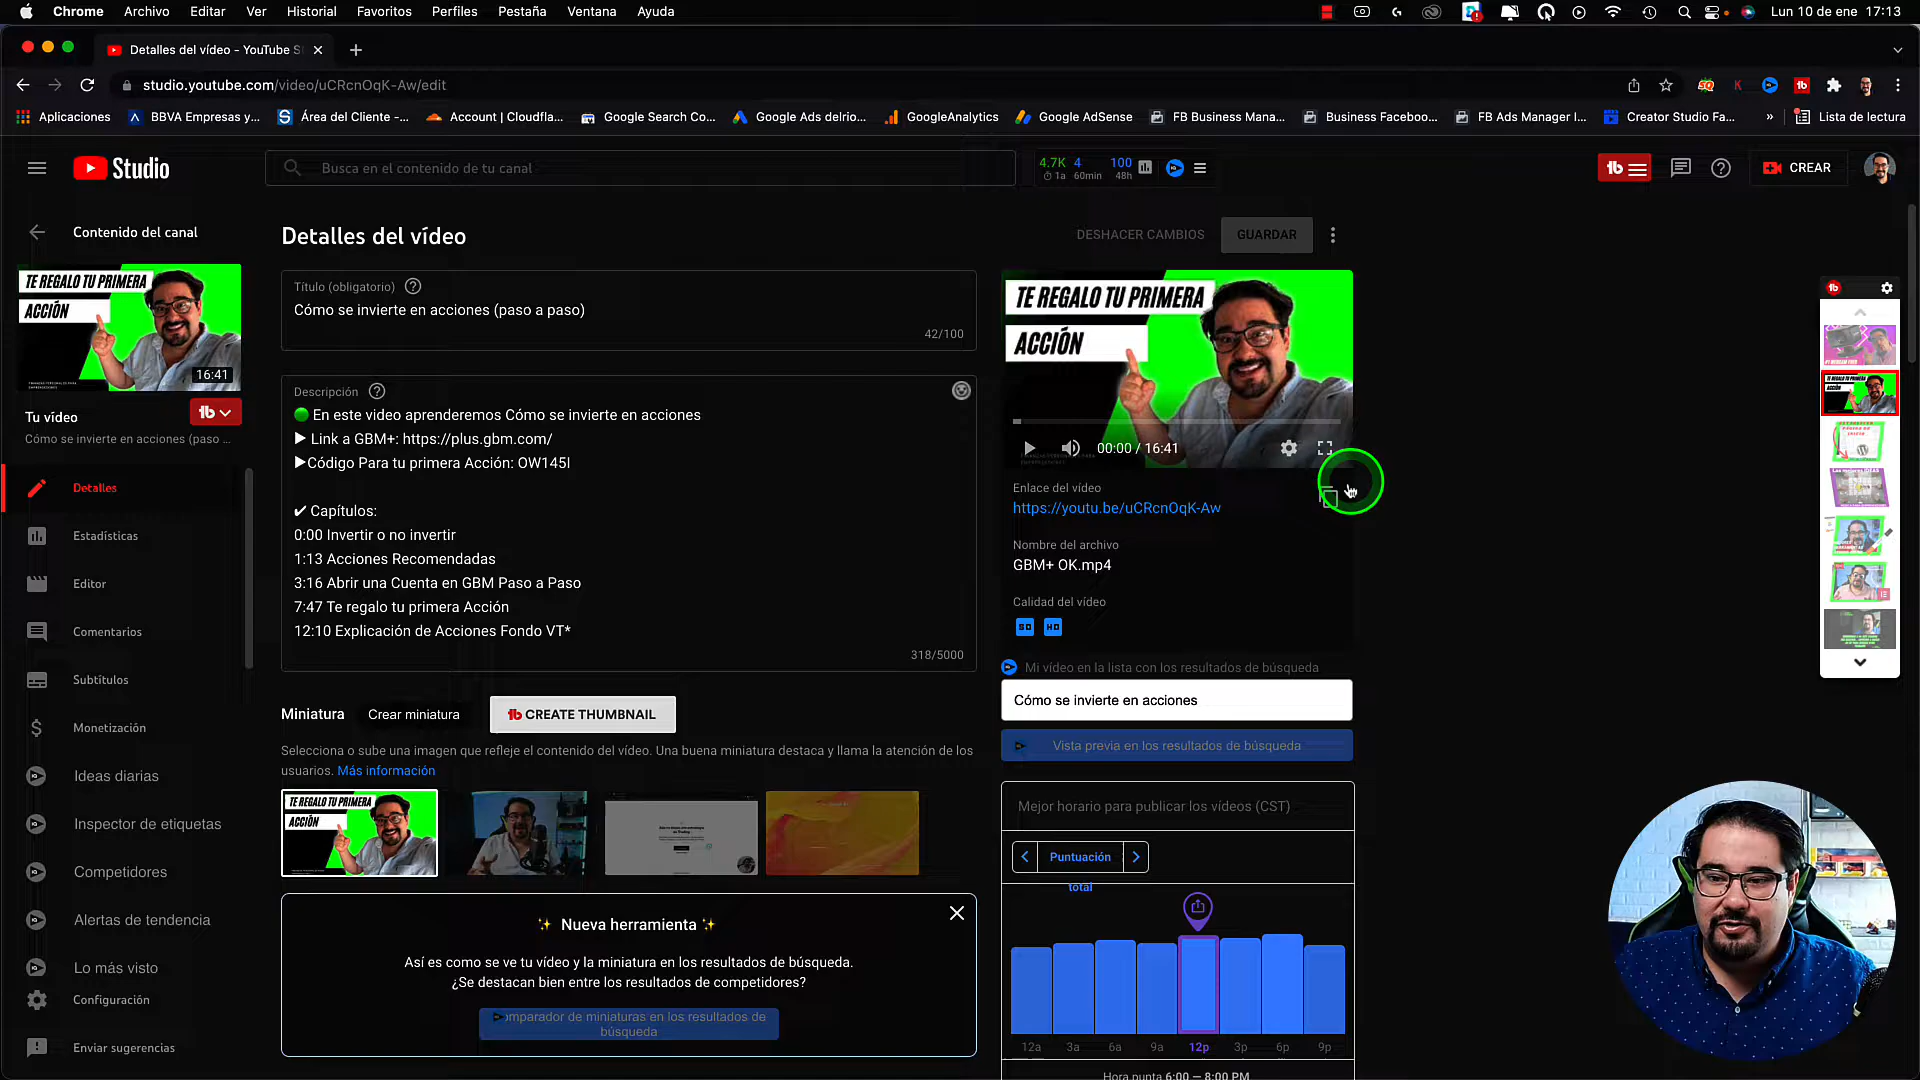 Chrome Archivo Editar Ver Historial Favoritos Perfiles Pestaña Ventana Ayuda
Lun 10 de ene 17:13
Detalles del vídeo - YouTube S
studio.youtube.com/video/uCRcnOqK-Aw/edit
Aplicaciones BBVA Empresas y... Área del Cliente -... Account | Cloudfla... Google Search Co... Google Ads delrio... GoogleAnalytics Google AdSense FB Business Mana... Business Faceboo... FB Ads Manager I... Creator Studio Fa... » Lista de lectura
Studio
Busca en el contenido de tu canal
4.7K 4 100
1a 60min 48h
CREAR
Contenido del canal
TE REGALO TU PRIMERA
ACCIÓN
16:41
Tu vídeo
Cómo se invierte en acciones (paso ...
Detalles
Estadísticas
Editor
Comentarios
Subtítulos
Monetización
Ideas diarias
Inspector de etiquetas
Competidores
Alertas de tendencia
Lo más visto
Configuración
Enviar sugerencias
Detalles del vídeo
DESHACER CAMBIOS
GUARDAR
Título (obligatorio)
Cómo se invierte en acciones (paso a paso)
42/100
Descripción
En este video aprenderemos Cómo se invierte en acciones
▶ Link a GBM+: https://plus.gbm.com/
▶Código Para tu primera Acción: OW145I
✔ Capítulos:
0:00 Invertir o no invertir
1:13 Acciones Recomendadas
3:16 Abrir una Cuenta en GBM Paso a Paso
7:47 Te regalo tu primera Acción
12:10 Explicación de Acciones Fondo VT*
318/5000
Miniatura
Crear miniatura
CREATE THUMBNAIL
Selecciona o sube una imagen que refleje el contenido del vídeo. Una buena miniatura destaca y llama la atención de los
usuarios. Más información
TE REGALO TU PRIMERA
ACCIÓN
✨ Nueva herramienta ✨
Así es como se ve tu vídeo y la miniatura en los resultados de búsqueda.
¿Se destacan bien entre los resultados de competidores?
omparador de miniaturas en los resultados de
búsqueda
TE REGALO TU PRIMERA
ACCIÓN
00:00 / 16:41
Enlace del vídeo
https://youtu.be/uCRcnOqK-Aw
Nombre del archivo
GBM+ OK.mp4
Calidad del vídeo
SD HD
Mi vídeo en la lista con los resultados de búsqueda
Cómo se invierte en acciones
Vista previa en los resultados de búsqueda
Mejor horario para publicar los vídeos (CST)
Puntuación
total
12a 3a 6a 9a 12p 3p 6p 9p
Hora punta 6:00 — 8:00 PM